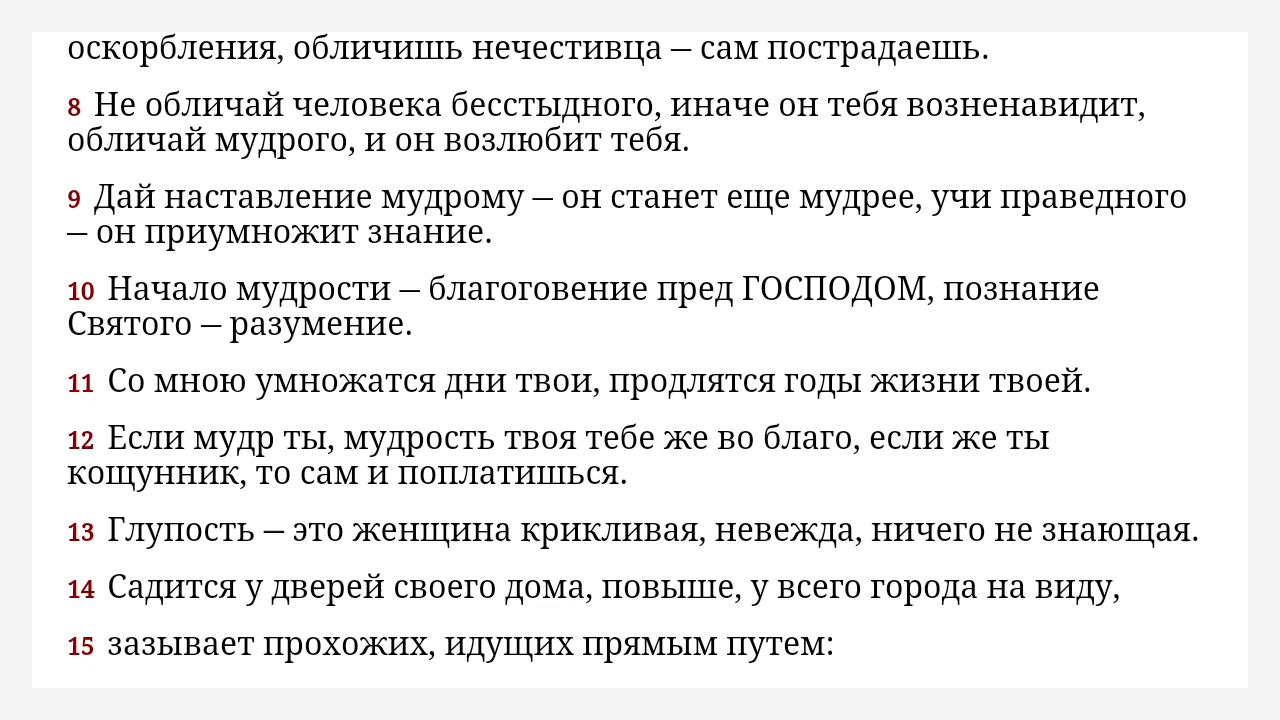 оскорбления, обличишь нечестивца – сам пострадаешь.
8 Не обличай человека бесстыдного, иначе он тебя возненавидит,
обличай мудрого, и он возлюбит тебя.
9 Дай наставление мудрому – он станет еще мудрее, учи праведного
– он приумножит знание.
10 Начало мудрости – благоговение пред ГОСПОДОМ, познание
Святого – разумение.
11 Со мною умножатся дни твои, продлятся годы жизни твоей.
12 Если мудр ты, мудрость твоя тебе же во благо, если же ты
кощунник, то сам и поплатишься.
13 Глупость – это женщина крикливая, невежда, ничего не знающая.
14 Садится у дверей своего дома, повыше, у всего города на виду,
15 зазывает прохожих, идущих прямым путем: